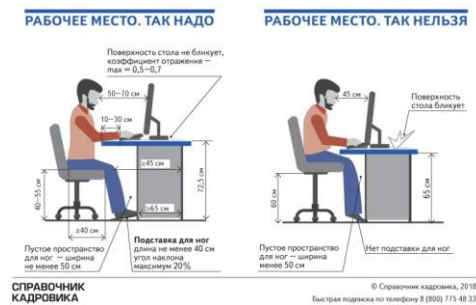 РАБОЧЕЕ МЕСТО. ТАК НАДО
Поверхность стола не бликует,
коэффициент отражения —
max = 0,5–0,7
50–70 см
10–30 см
≥45 см
72,5 см
40–55 см
≥65 см
≥40 см
Пустое пространство
для ног — ширина
не менее 50 см
Подставка для ног
длина не менее 40 см
угол наклона
максимум 20%
СПРАВОЧНИК
КАДРОВИКА
РАБОЧЕЕ МЕСТО. ТАК НЕЛЬЗЯ
45 см
Поверхность
стола бликует
65 см
60 см
Пустое пространство
для ног — ширина
не менее 50 см
Нет подставки для ног
© Справочник кадровика, 2018
Быстрая подписка по телефону 8 (800) 775 48 33